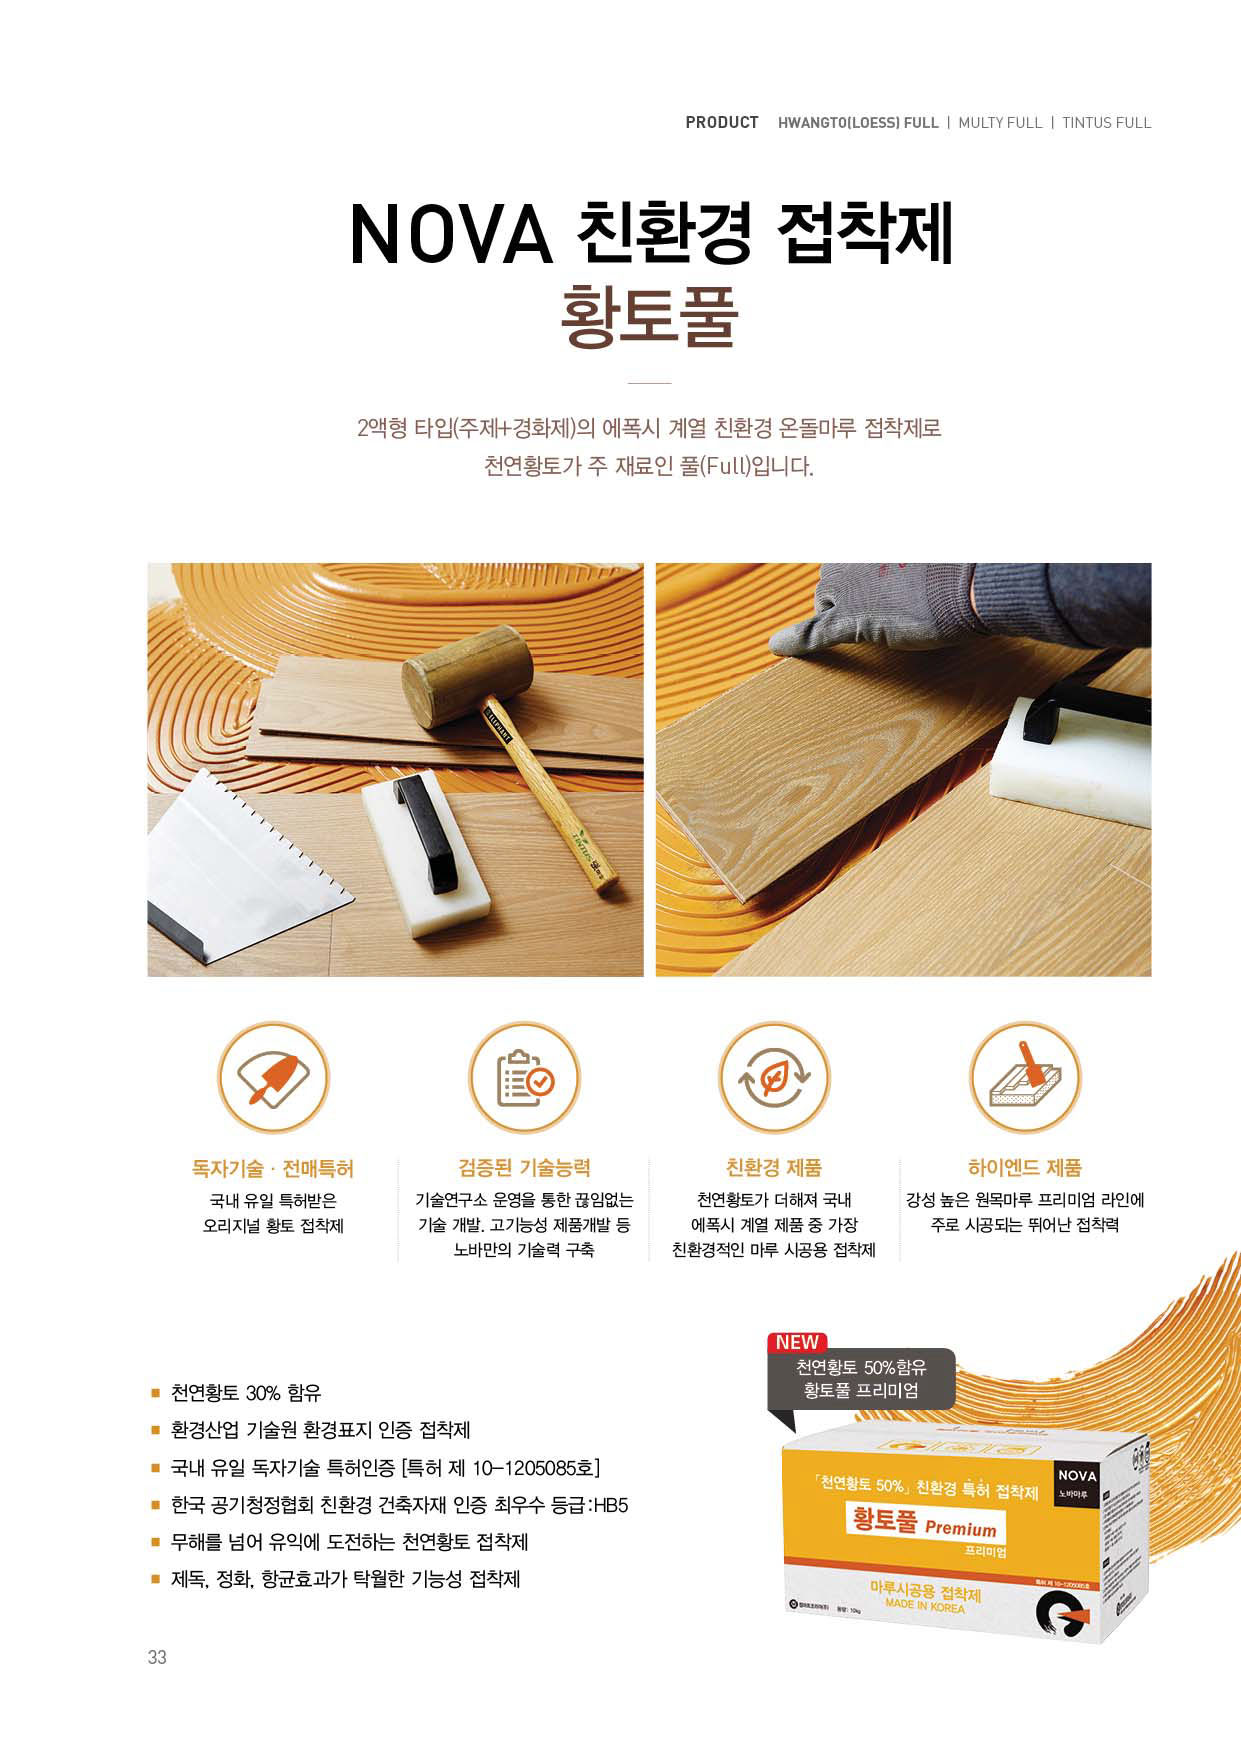 PRODUCT HWANGTO(LOESS) FULL | MULTY FULL | TINTUS FULL
NOVA 친환경 접착제
황토풀
2액형 타입(주제+경화제)의 에폭시 계열 친환경 온돌마루 접착제로
천연황토가 주 재료인 풀(Full)입니다.
ELEPHANT
TINTUS
독자기술 · 전매특허
국내 유일 특허받은
오리지널 황토 접착제
검증된 기술능력
기술연구소 운영을 통한 끊임없는
기술 개발. 고기능성 제품개발 등
노바만의 기술력 구축
친환경 제품
천연황토가 더해져 국내
에폭시 계열 제품 중 가장
친환경적인 마루 시공용 접착제
하이엔드 제품
강성 높은 원목마루 프리미엄 라인에
주로 시공되는 뛰어난 접착력
■ 천연황토 30% 함유
■ 환경산업 기술원 환경표지 인증 접착제
■ 국내 유일 독자기술 특허인증 [특허 제 10-1205085호]
■ 한국 공기청정협회 친환경 건축자재 인증 최우수 등급:HB5
■ 무해를 넘어 유익에 도전하는 천연황토 접착제
■ 제독, 정화, 항균효과가 탁월한 기능성 접착제
NEW
천연황토 50%함유
황토풀 프리미엄
「천연황토 50%」 친환경 특허 접착제
NOVA
노바마루
황토풀 Premium
프리미엄
특허 제 10-1205085호
마루시공용 접착제
MADE IN KOREA
용량 : 10kg
33